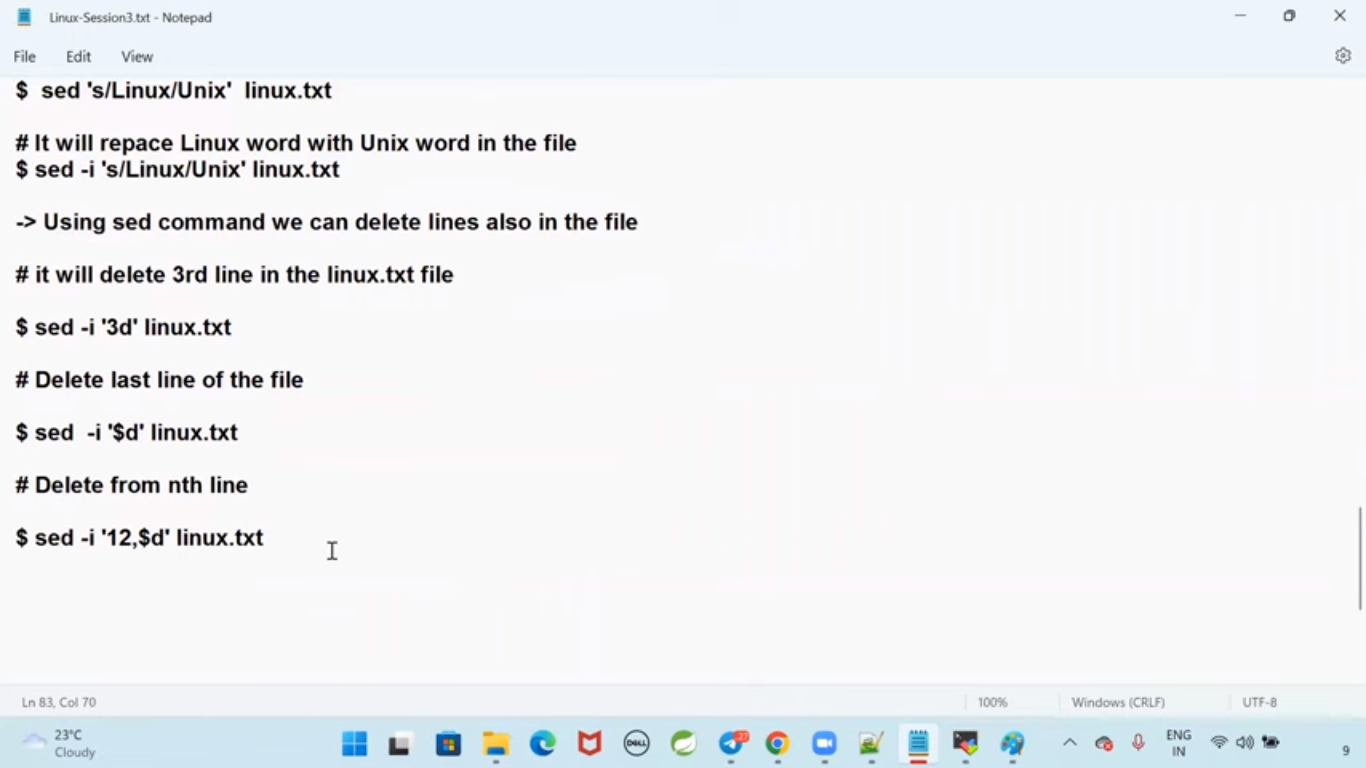 Linux-Session3.txt - Notepad
File Edit View
$  sed 's/Linux/Unix'  linux.txt
# It will repace Linux word with Unix word in the file
$ sed -i 's/Linux/Unix' linux.txt
-> Using sed command we can delete lines also in the file
# it will delete 3rd line in the linux.txt file
$ sed -i '3d' linux.txt
# Delete last line of the file
$ sed  -i '$d' linux.txt
# Delete from nth line
$ sed -i '12,$d' linux.txt
Ln 83, Col 70 100% Windows (CRLF) UTF-8
23°C
Cloudy
DELL
37
ENG
IN
9